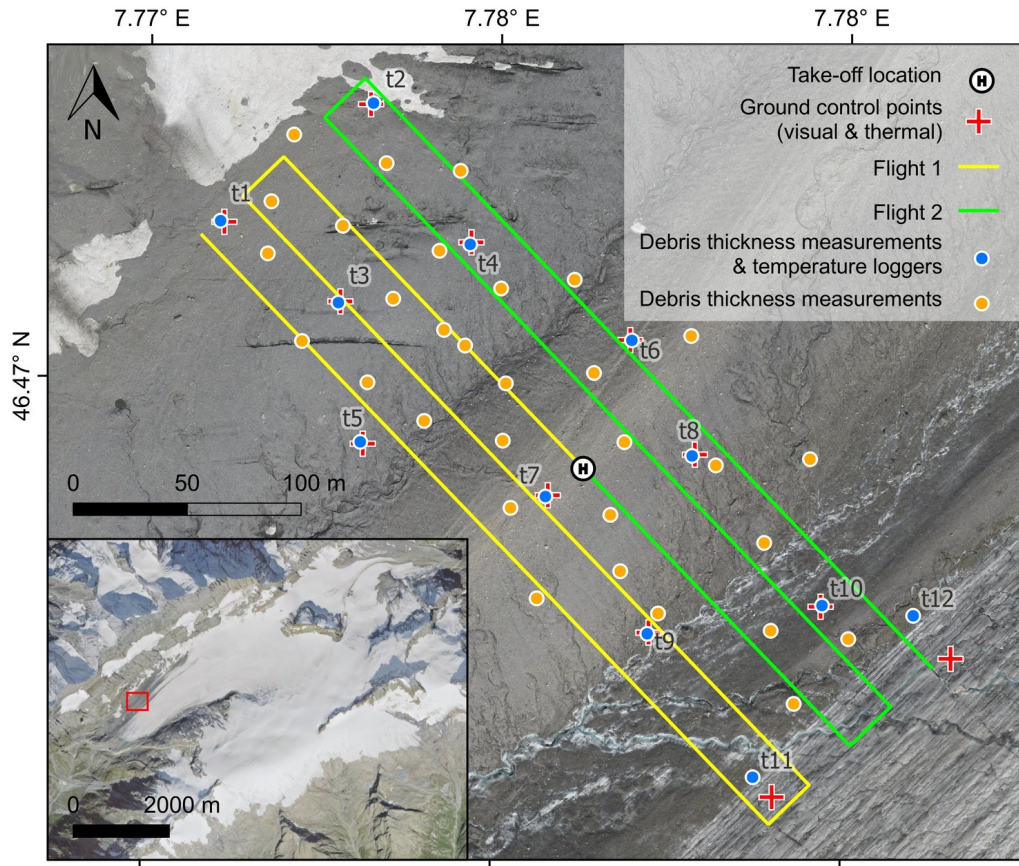 7.77° E
7.78° E
7.78° E
N
46.47° N
Take-off location
H
Ground control points
(visual & thermal)
Flight 1
Flight 2
Debris thickness measurements
& temperature loggers
Debris thickness measurements
t2
t1
t4
t3
t6
t5
t8
t7
H
t10
t12
t9
t11
0 50 100 m
0 2000 m